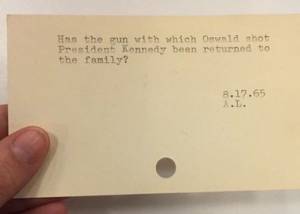 Has the gun with which Oswald shot
President Kennedy been returned to
the family?
8.17.65
A.L.